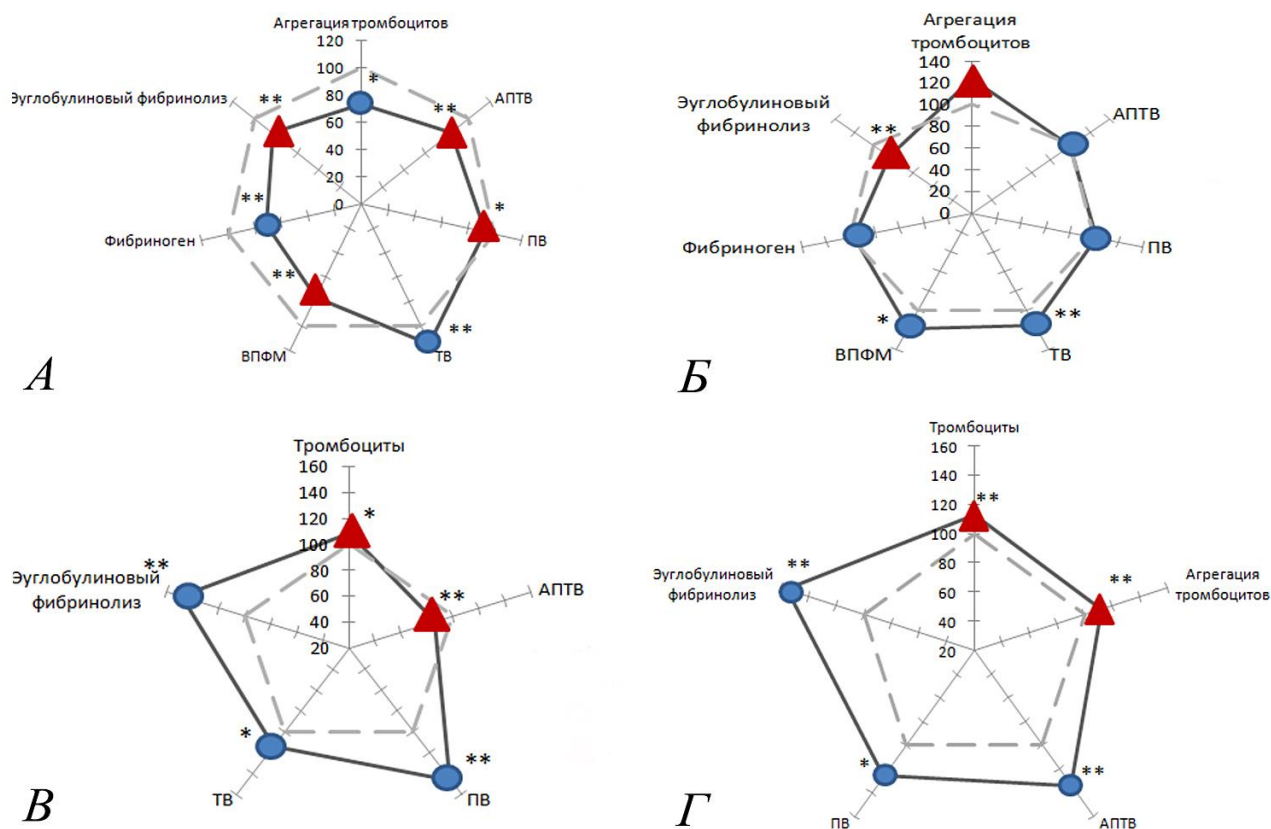 Агрегация тромбоцитов
120
100
80
60
40
20
0
*
**
АПТВ
*
ПВ
**
ТВ
**
ВПФМ
**
Фибриноген
**
Эуглобулиновый фибринолиз
А
Агрегация
тромбоцитов
140
120
100
80
60
40
20
0
АПТВ
ПВ
**
ТВ
*
ВПФМ
Фибриноген
**
Эуглобулиновый
фибринолиз
Б
Тромбоциты
160
140
120
100
80
60
40
20
*
**
АПТВ
**
ПВ
*
ТВ
**
Эуглобулиновый
фибринолиз
В
Тромбоциты
160
140
120
100
80
60
40
20
**
**
Агрегация
тромбоцитов
**
АПТВ
*
ПВ
**
Эуглобулиновый
фибринолиз
Г